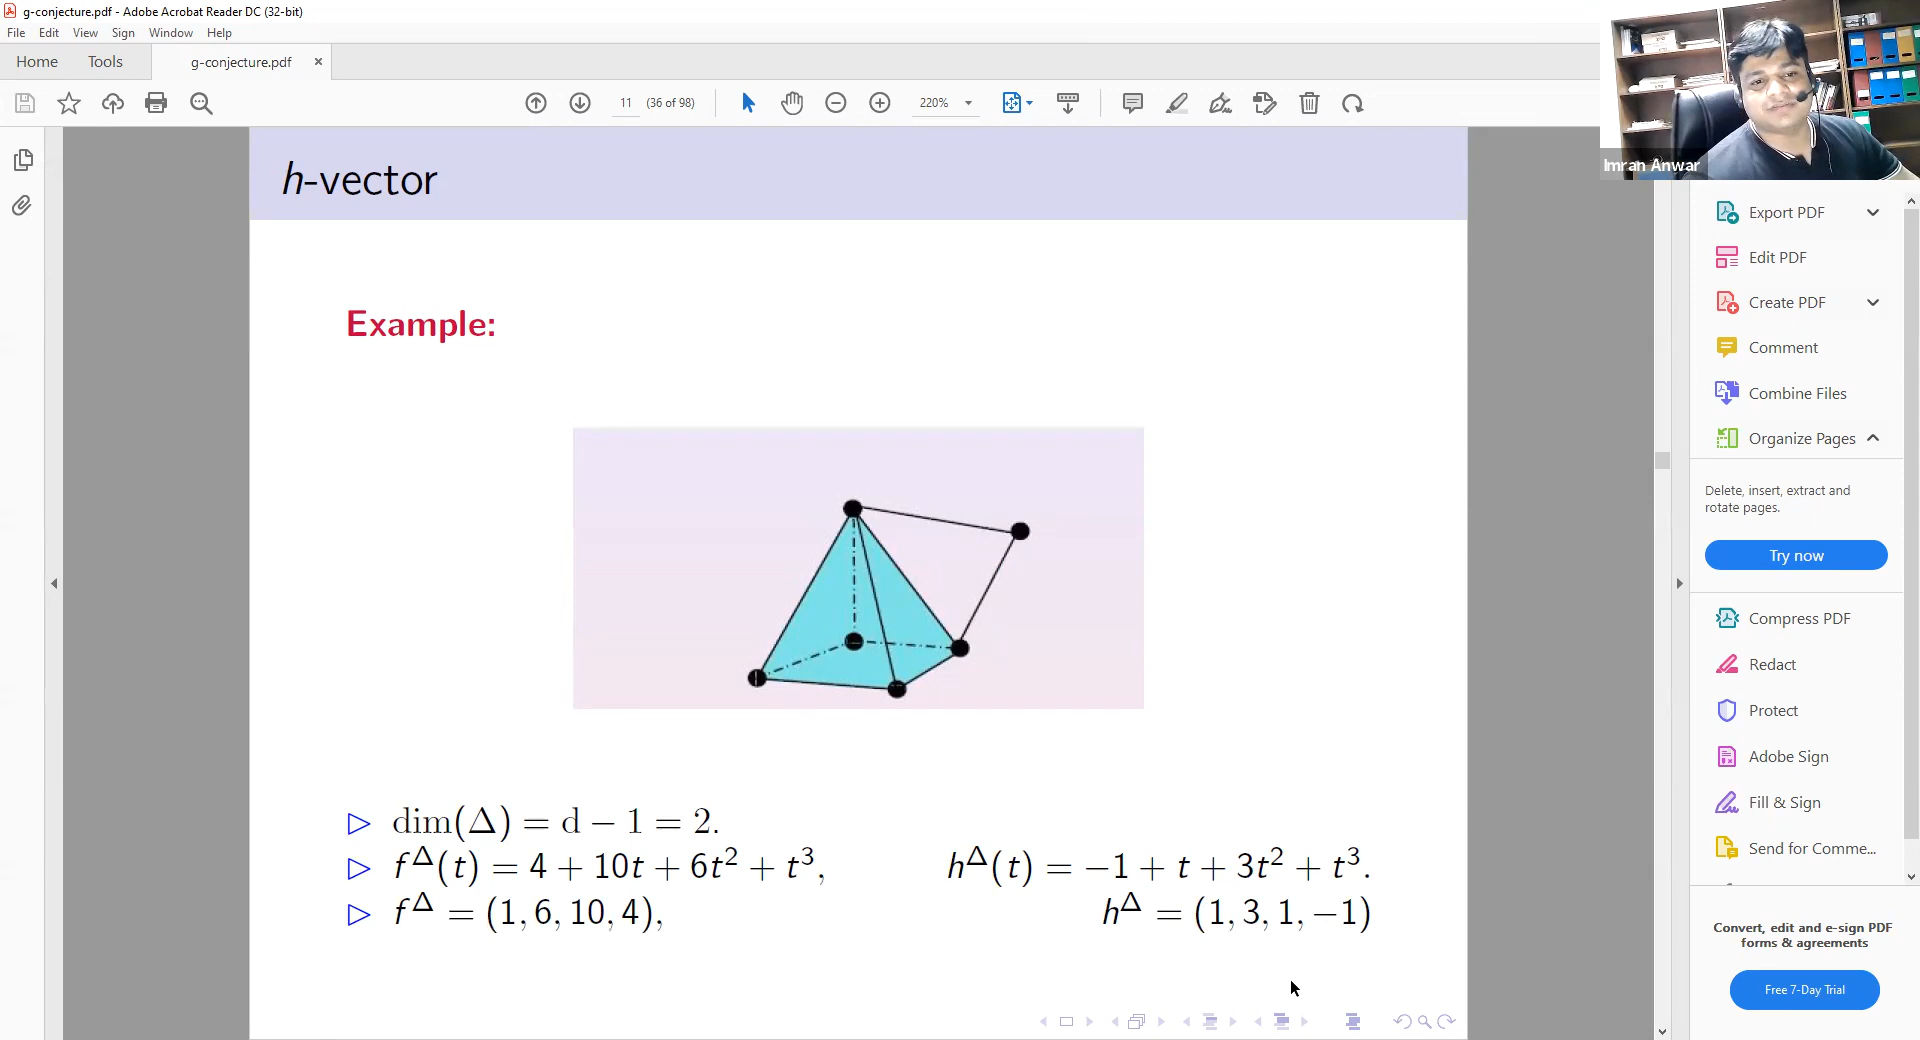 g-conjecture.pdf - Adobe Acrobat Reader DC (32-bit)
File Edit View Sign Window Help
Home Tools g-conjecture.pdf ×
11 (36 of 98) 220%
Imran Anwar
h-vector
Example:
▷ dim(Δ) = d − 1 = 2.
▷ f^Δ(t) = 4 + 10t + 6t² + t³, h^Δ(t) = −1 + t + 3t² + t³.
▷ f^Δ = (1, 6, 10, 4), h^Δ = (1, 3, 1, −1)
Export PDF
Edit PDF
Create PDF
Comment
Combine Files
Organize Pages
Delete, insert, extract and
rotate pages.
Try now
Compress PDF
Redact
Protect
Adobe Sign
Fill & Sign
Send for Comme...
Convert, edit and e-sign PDF
forms & agreements
Free 7-Day Trial